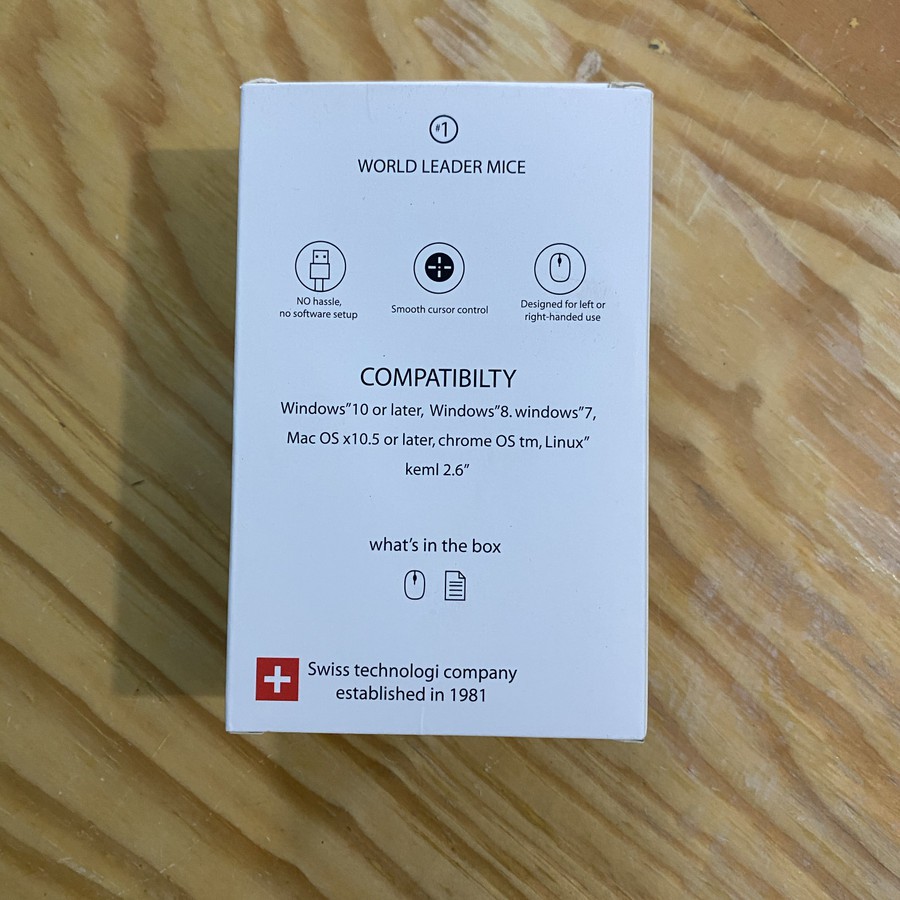 #1
WORLD LEADER MICE
NO hassle,
no software setup
Smooth cursor control
Designed for left or
right-handed use
COMPATIBILTY
Windows”10 or later, Windows”8. windows”7,
Mac OS x10.5 or later, chrome OS tm, Linux”
keml 2.6”
what’s in the box
Swiss technologi company
established in 1981